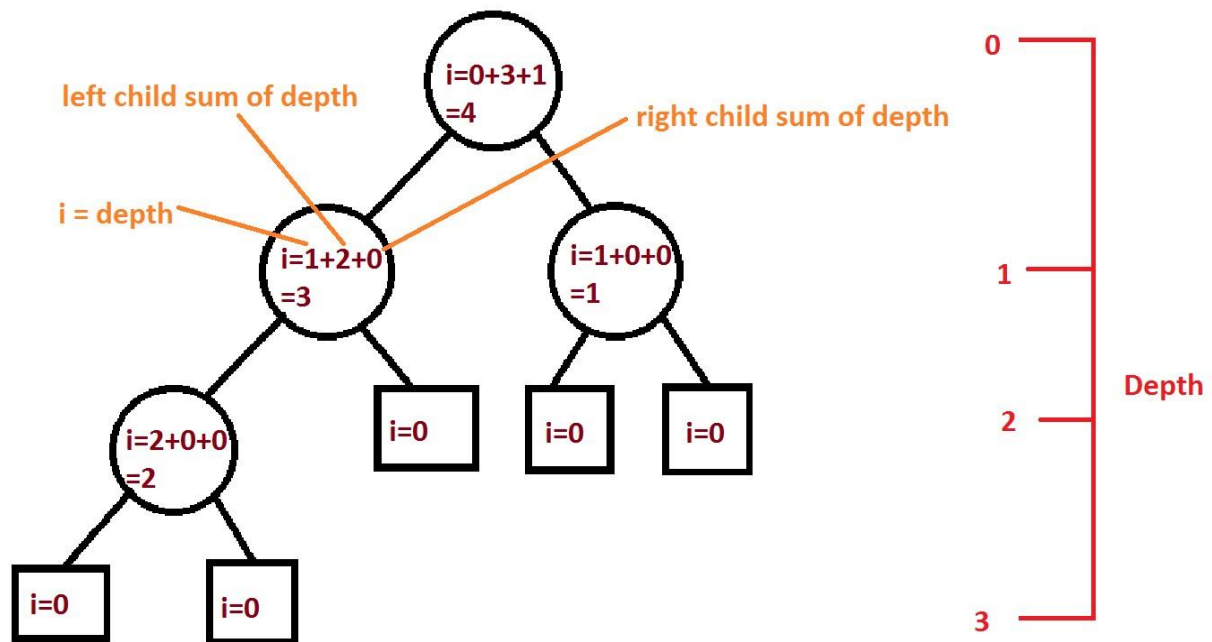 0
i=0+3+1
=4
left child sum of depth
right child sum of depth
i = depth
i=1+2+0
=3
i=1+0+0
=1
1
Depth
i=0
i=0
i=0
2
i=2+0+0
=2
i=0
i=0
3